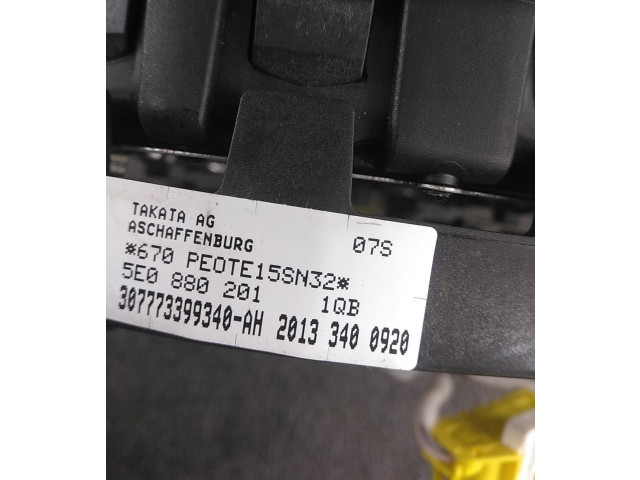 TAKATA AG
ASCHAFFENBURG 07S
*670 PEOTE15SN32*
5E0 880 201 1QB
307773399340-AH 2013 340 0920